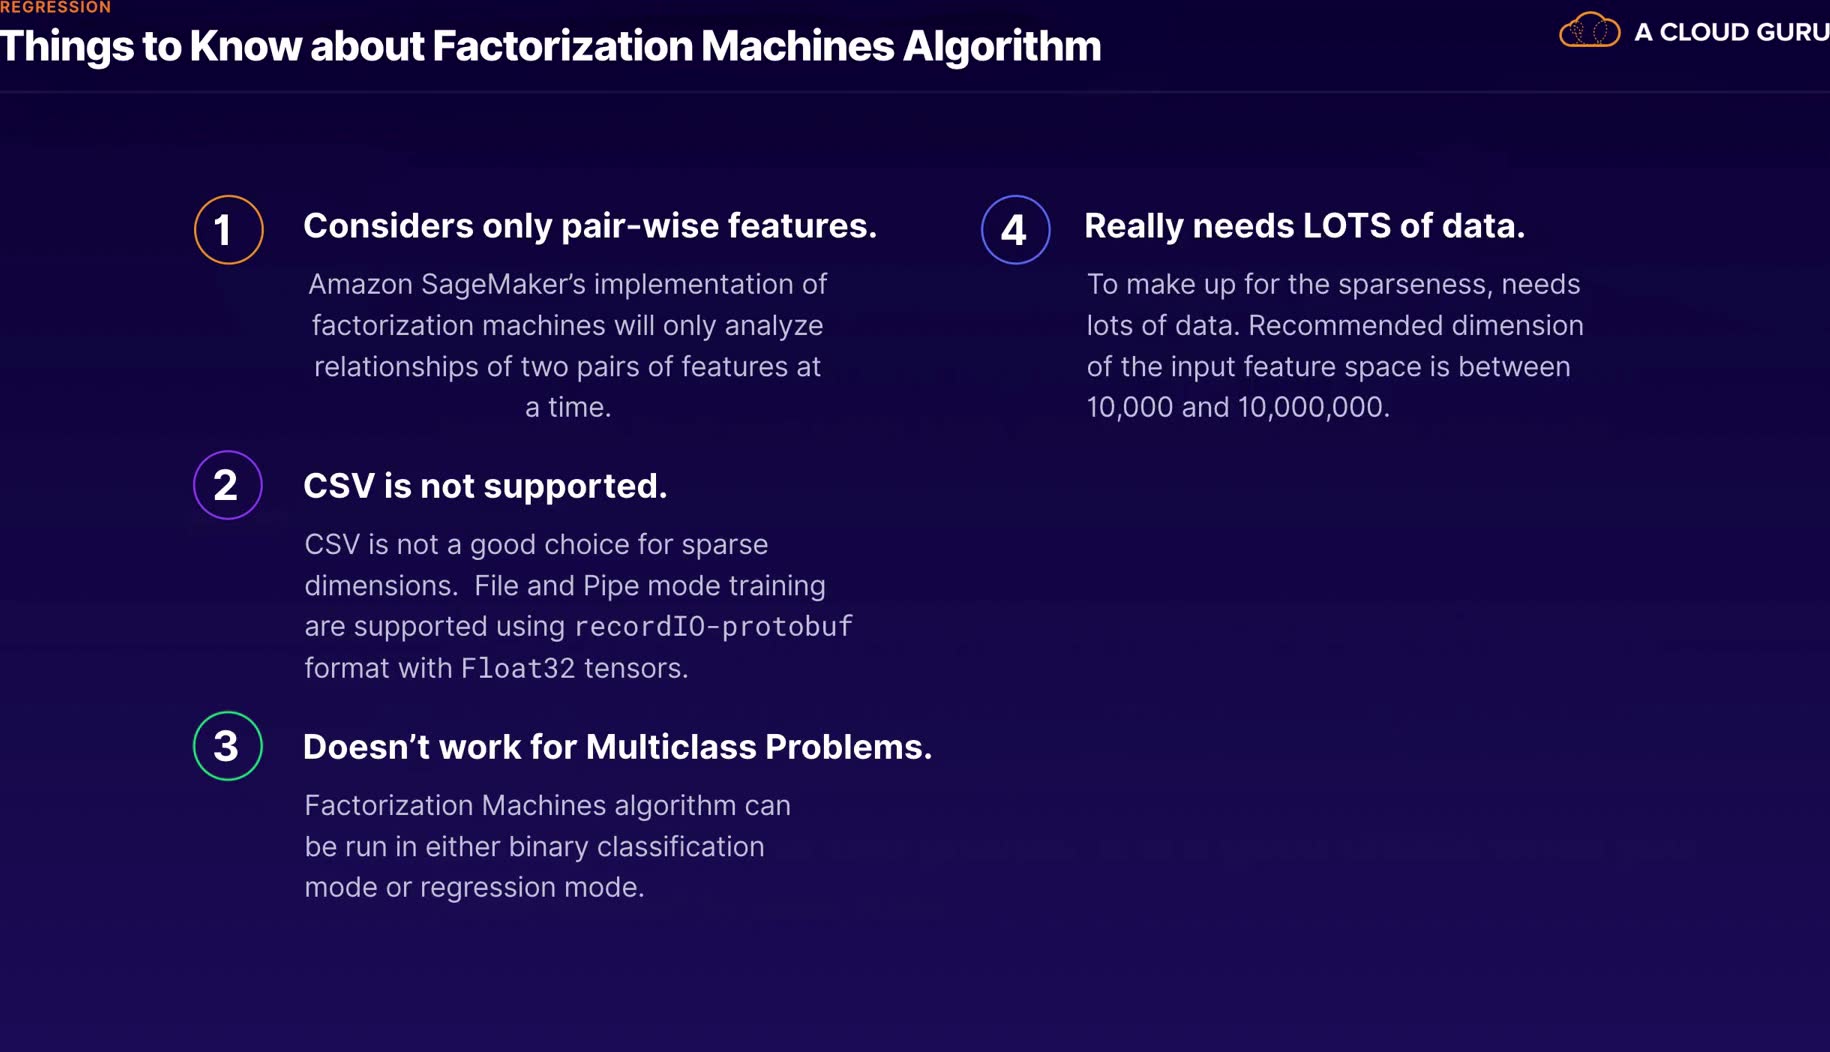 REGRESSION
Things to Know about Factorization Machines Algorithm
A CLOUD GURU
1
Considers only pair-wise features.
Amazon SageMaker's implementation of
factorization machines will only analyze
relationships of two pairs of features at
a time.
2
CSV is not supported.
CSV is not a good choice for sparse
dimensions. File and Pipe mode training
are supported using recordIO-protobuf
format with Float32 tensors.
3
Doesn't work for Multiclass Problems.
Factorization Machines algorithm can
be run in either binary classification
mode or regression mode.
4
Really needs LOTS of data.
To make up for the sparseness, needs
lots of data. Recommended dimension
of the input feature space is between
10,000 and 10,000,000.